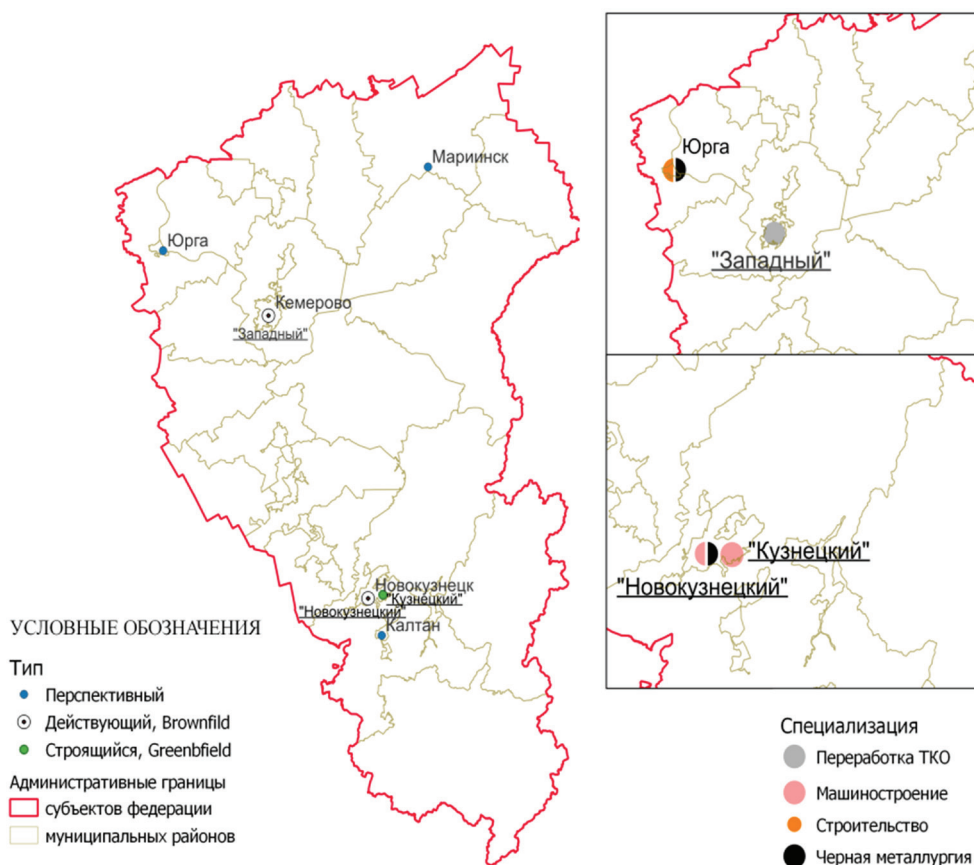 Мариинск
Юрга
Кемерово
"Западный"
Новокузнецк
"Кузнецкий"
"Новокузнецкий"
Калтан
УСЛОВНЫЕ ОБОЗНАЧЕНИЯ
Тип
Перспективный
Действующий, Brownfild
Строящийся, Greenbfield
Административные границы
субъектов федерации
муниципальных районов
Юрга
"Западный"
"Кузнецкий"
"Новокузнецкий"
Специализация
Переработка ТКО
Машиностроение
Строительство
Черная металлургия